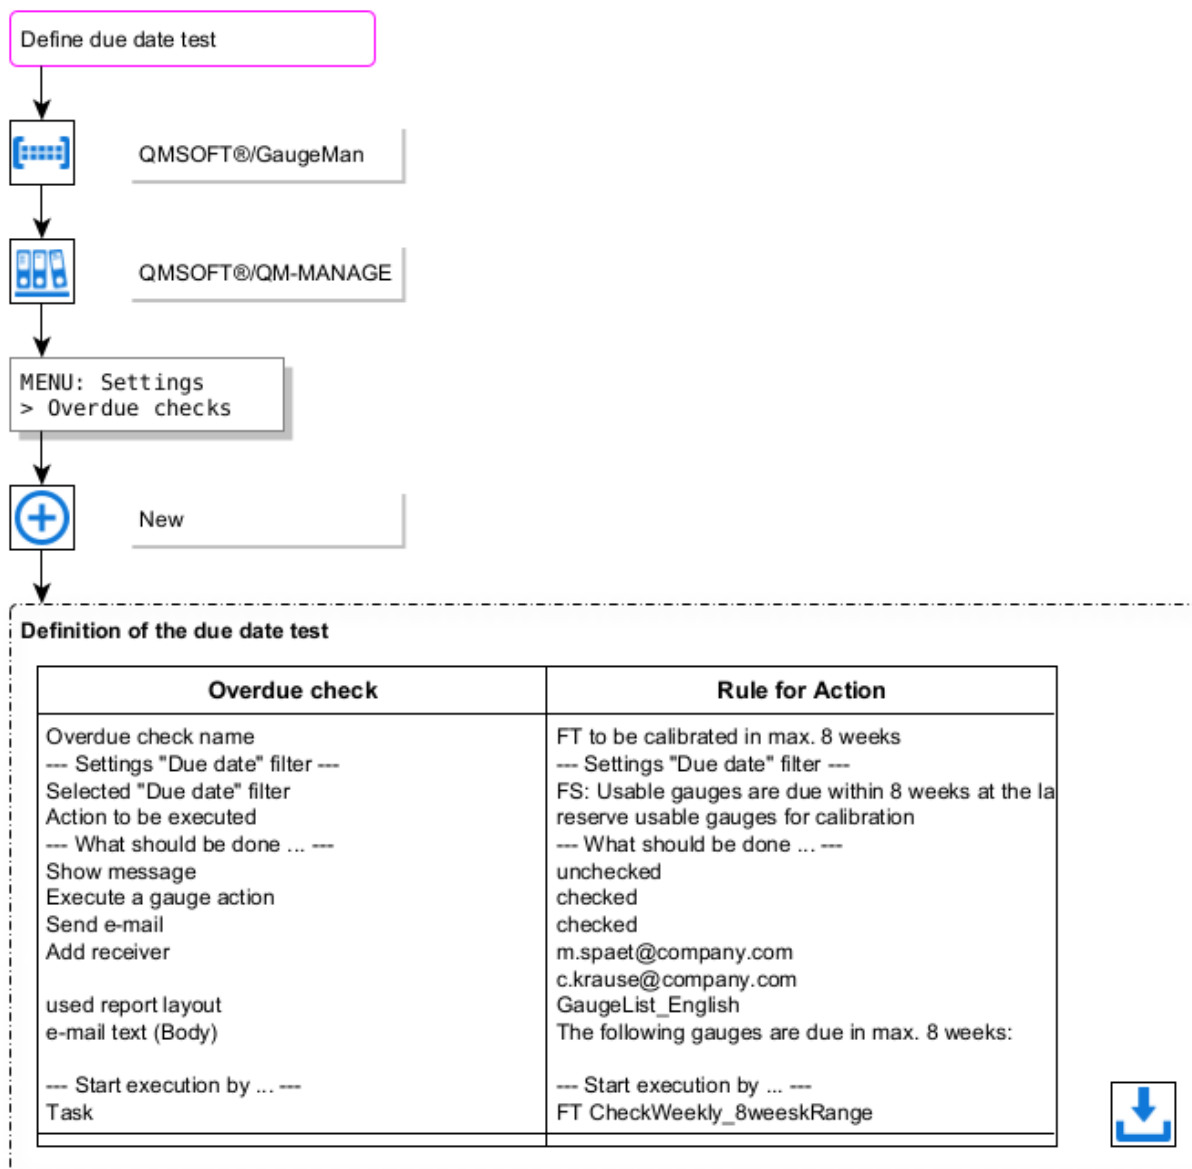 Define due date test
QMSOFT®/GaugeMan
QMSOFT®/QM-MANAGE
MENU: Settings
> Overdue checks
New
Definition of the due date test
Overdue check Rule for Action
Overdue check name FT to be calibrated in max. 8 weeks
--- Settings "Due date" filter --- --- Settings "Due date" filter ---
Selected "Due date" filter FS: Usable gauges are due within 8 weeks at the la
Action to be executed reserve usable gauges for calibration
--- What should be done ... --- --- What should be done ... ---
Show message unchecked
Execute a gauge action checked
Send e-mail checked
Add receiver m.spaet@company.com
c.krause@company.com
used report layout GaugeList_English
e-mail text (Body) The following gauges are due in max. 8 weeks:
--- Start execution by ... --- --- Start execution by ... ---
Task FT CheckWeekly_8weeskRange